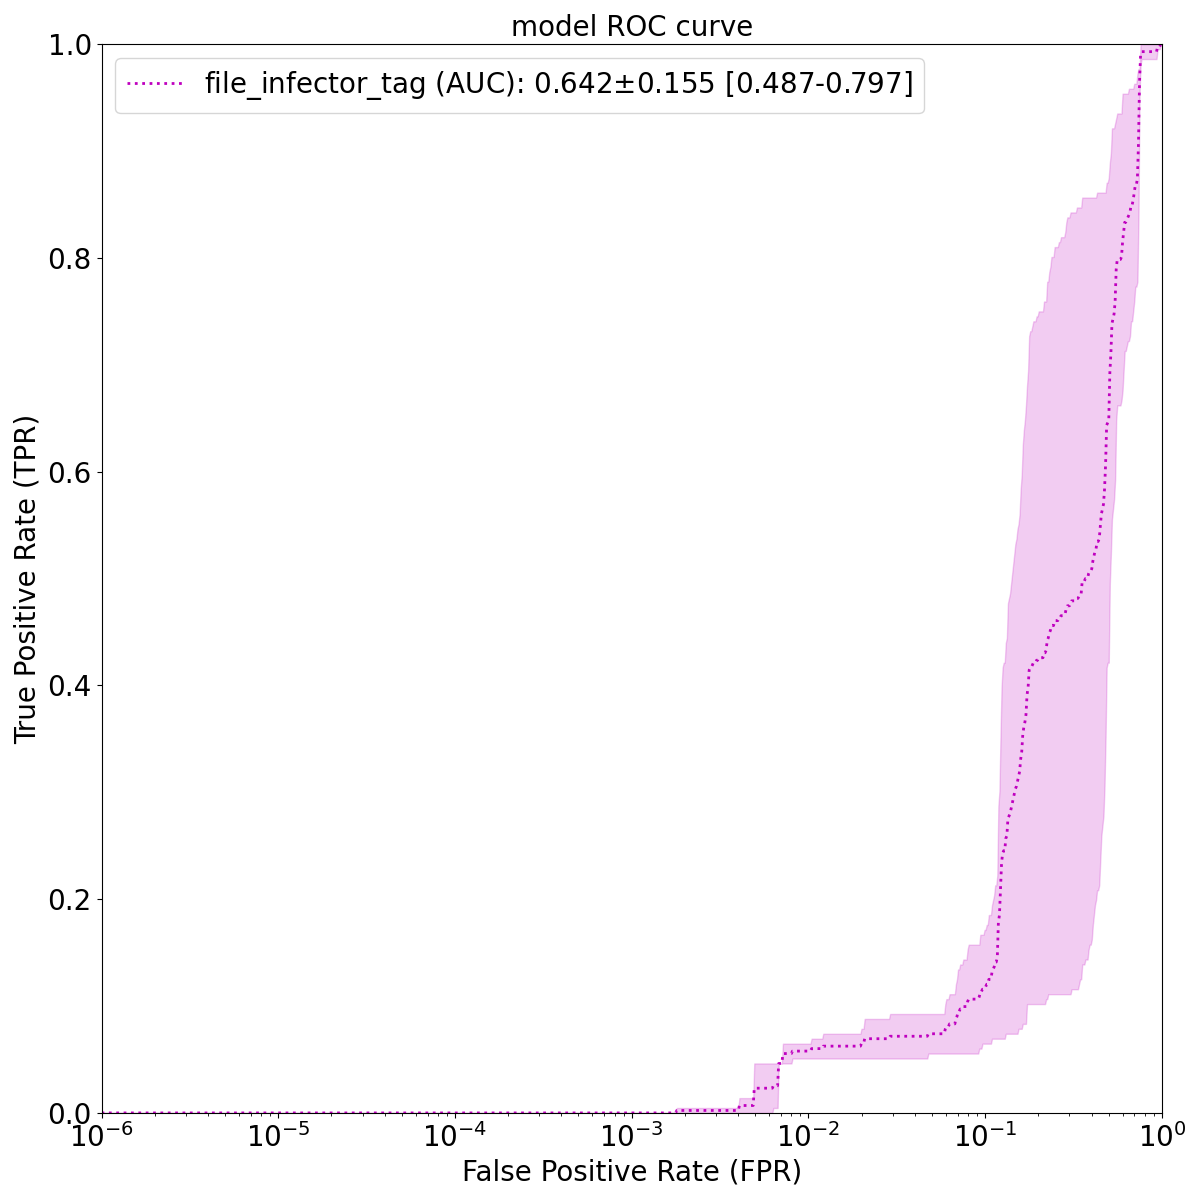 model ROC curve
file_infector_tag (AUC): 0.642±0.155 [0.487-0.797]
True Positive Rate (TPR)
1.0
0.8
0.6
0.4
0.2
0.0
10⁻⁶ 10⁻⁵ 10⁻⁴ 10⁻³ 10⁻² 10⁻¹ 10⁰
False Positive Rate (FPR)